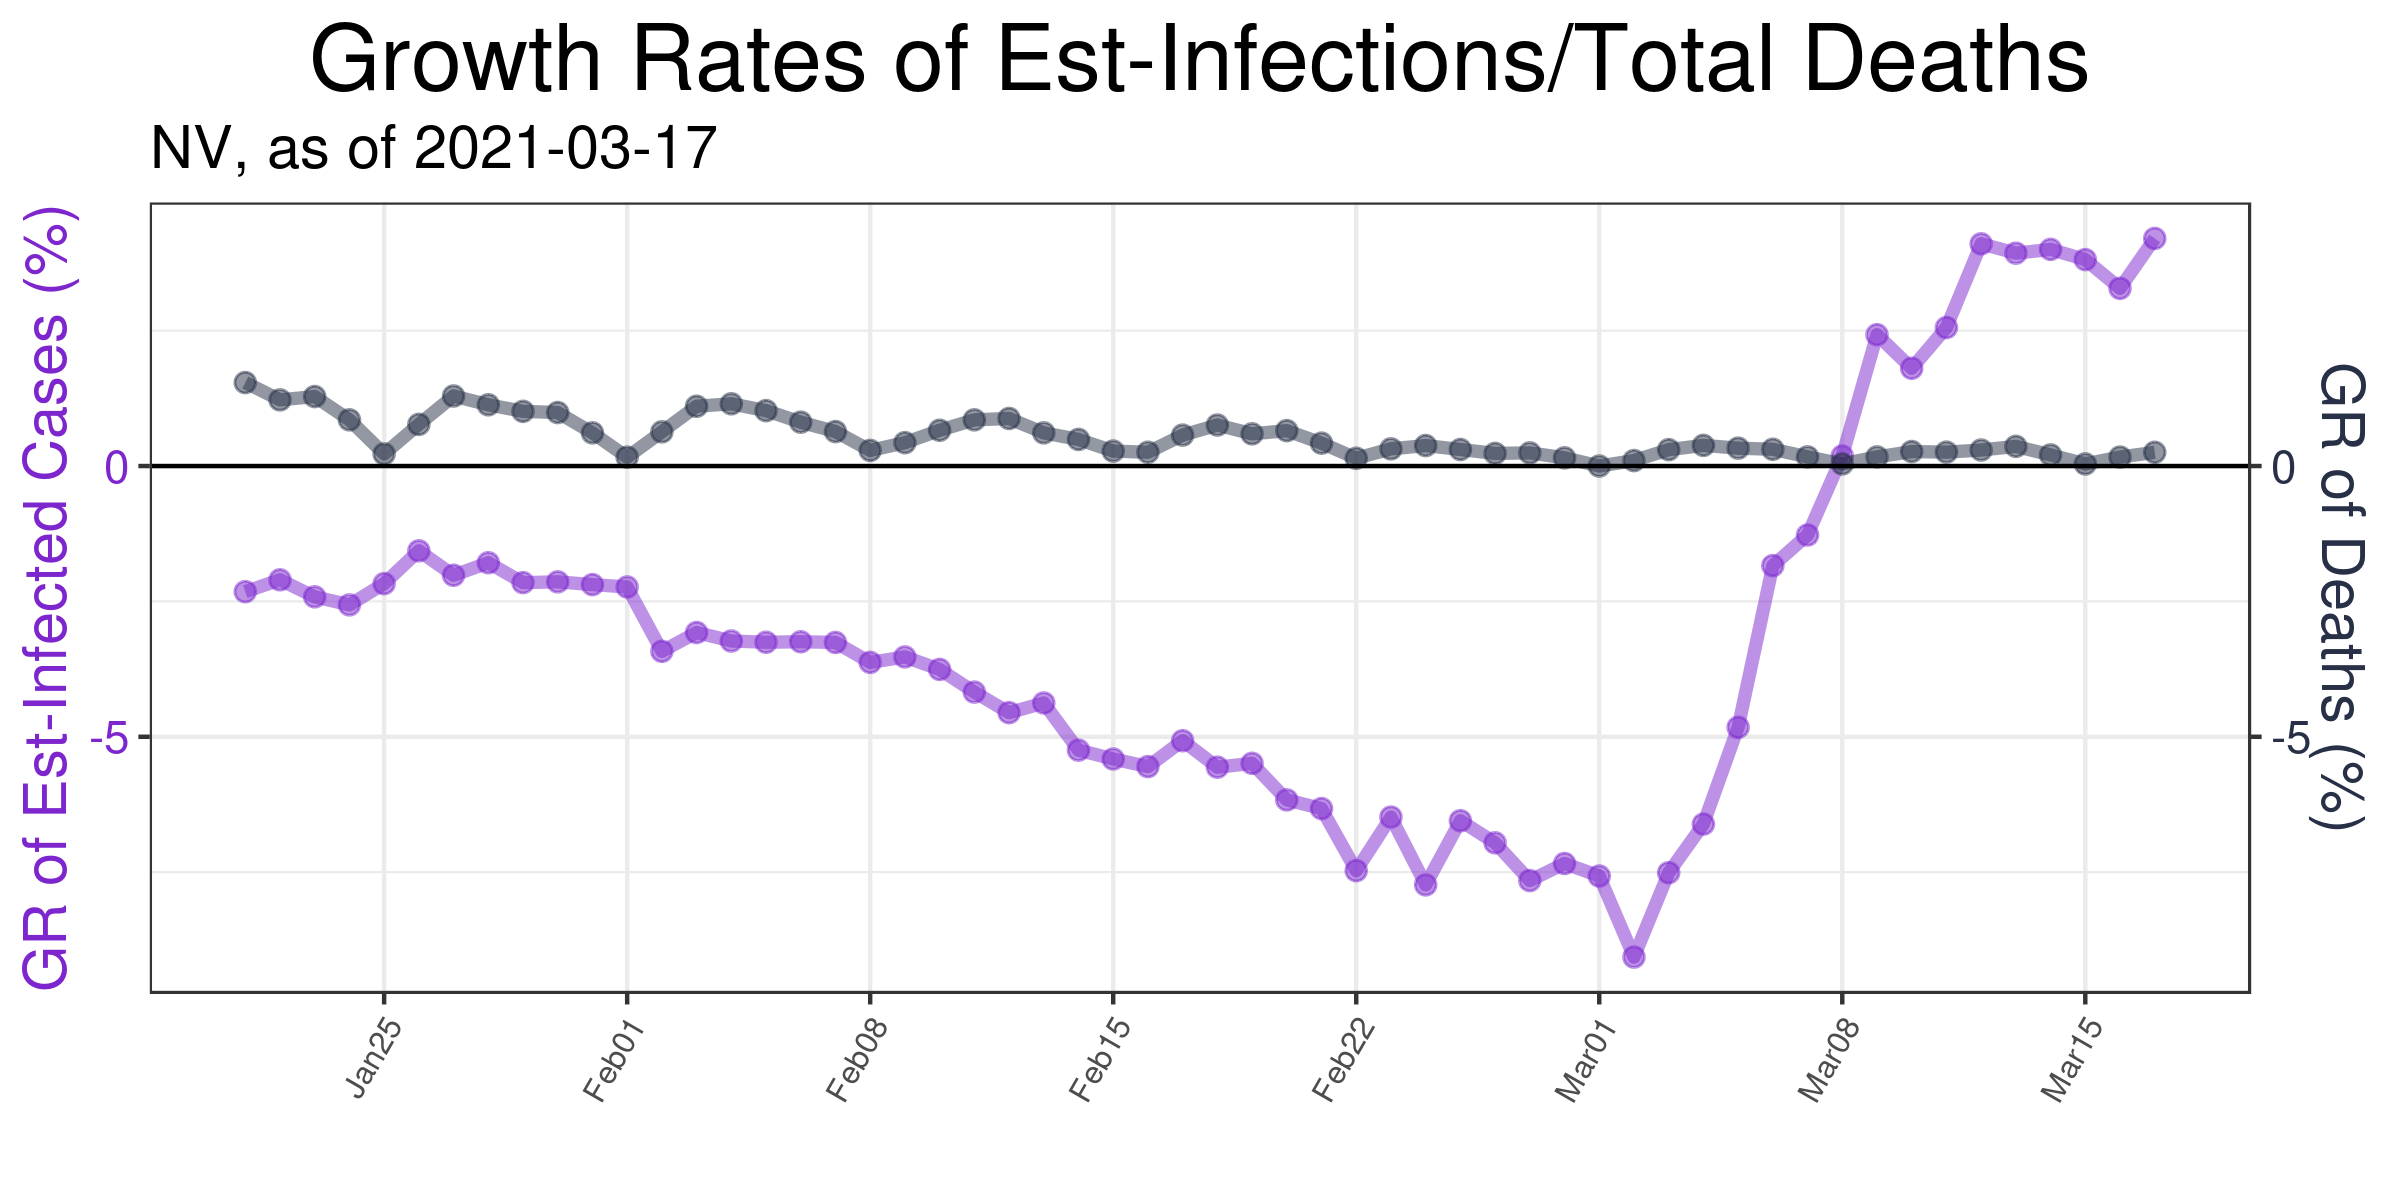 Growth Rates of Est-Infections/Total Deaths
NV, as of 2021-03-17
GR of Est-Infected Cases (%)
0
-5
0
-5
GR of Deaths (%)
Jan25
Feb01
Feb08
Feb15
Feb22
Mar01
Mar08
Mar15